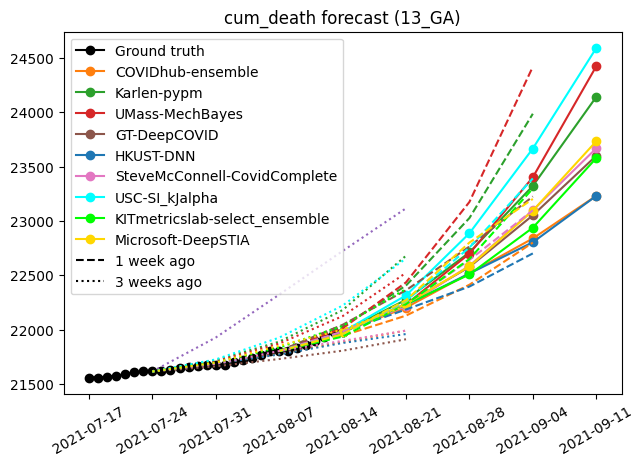 cum_death forecast (13_GA)
24500
24000
23500
23000
22500
22000
21500
Ground truth
COVIDhub-ensemble
Karlen-pypm
UMass-MechBayes
GT-DeepCOVID
HKUST-DNN
SteveMcConnell-CovidComplete
USC-SI_kJalpha
KITmetricslab-select_ensemble
Microsoft-DeepSTIA
1 week ago
3 weeks ago
2021-07-17
2021-07-24
2021-07-31
2021-08-07
2021-08-14
2021-08-21
2021-08-28
2021-09-04
2021-09-11